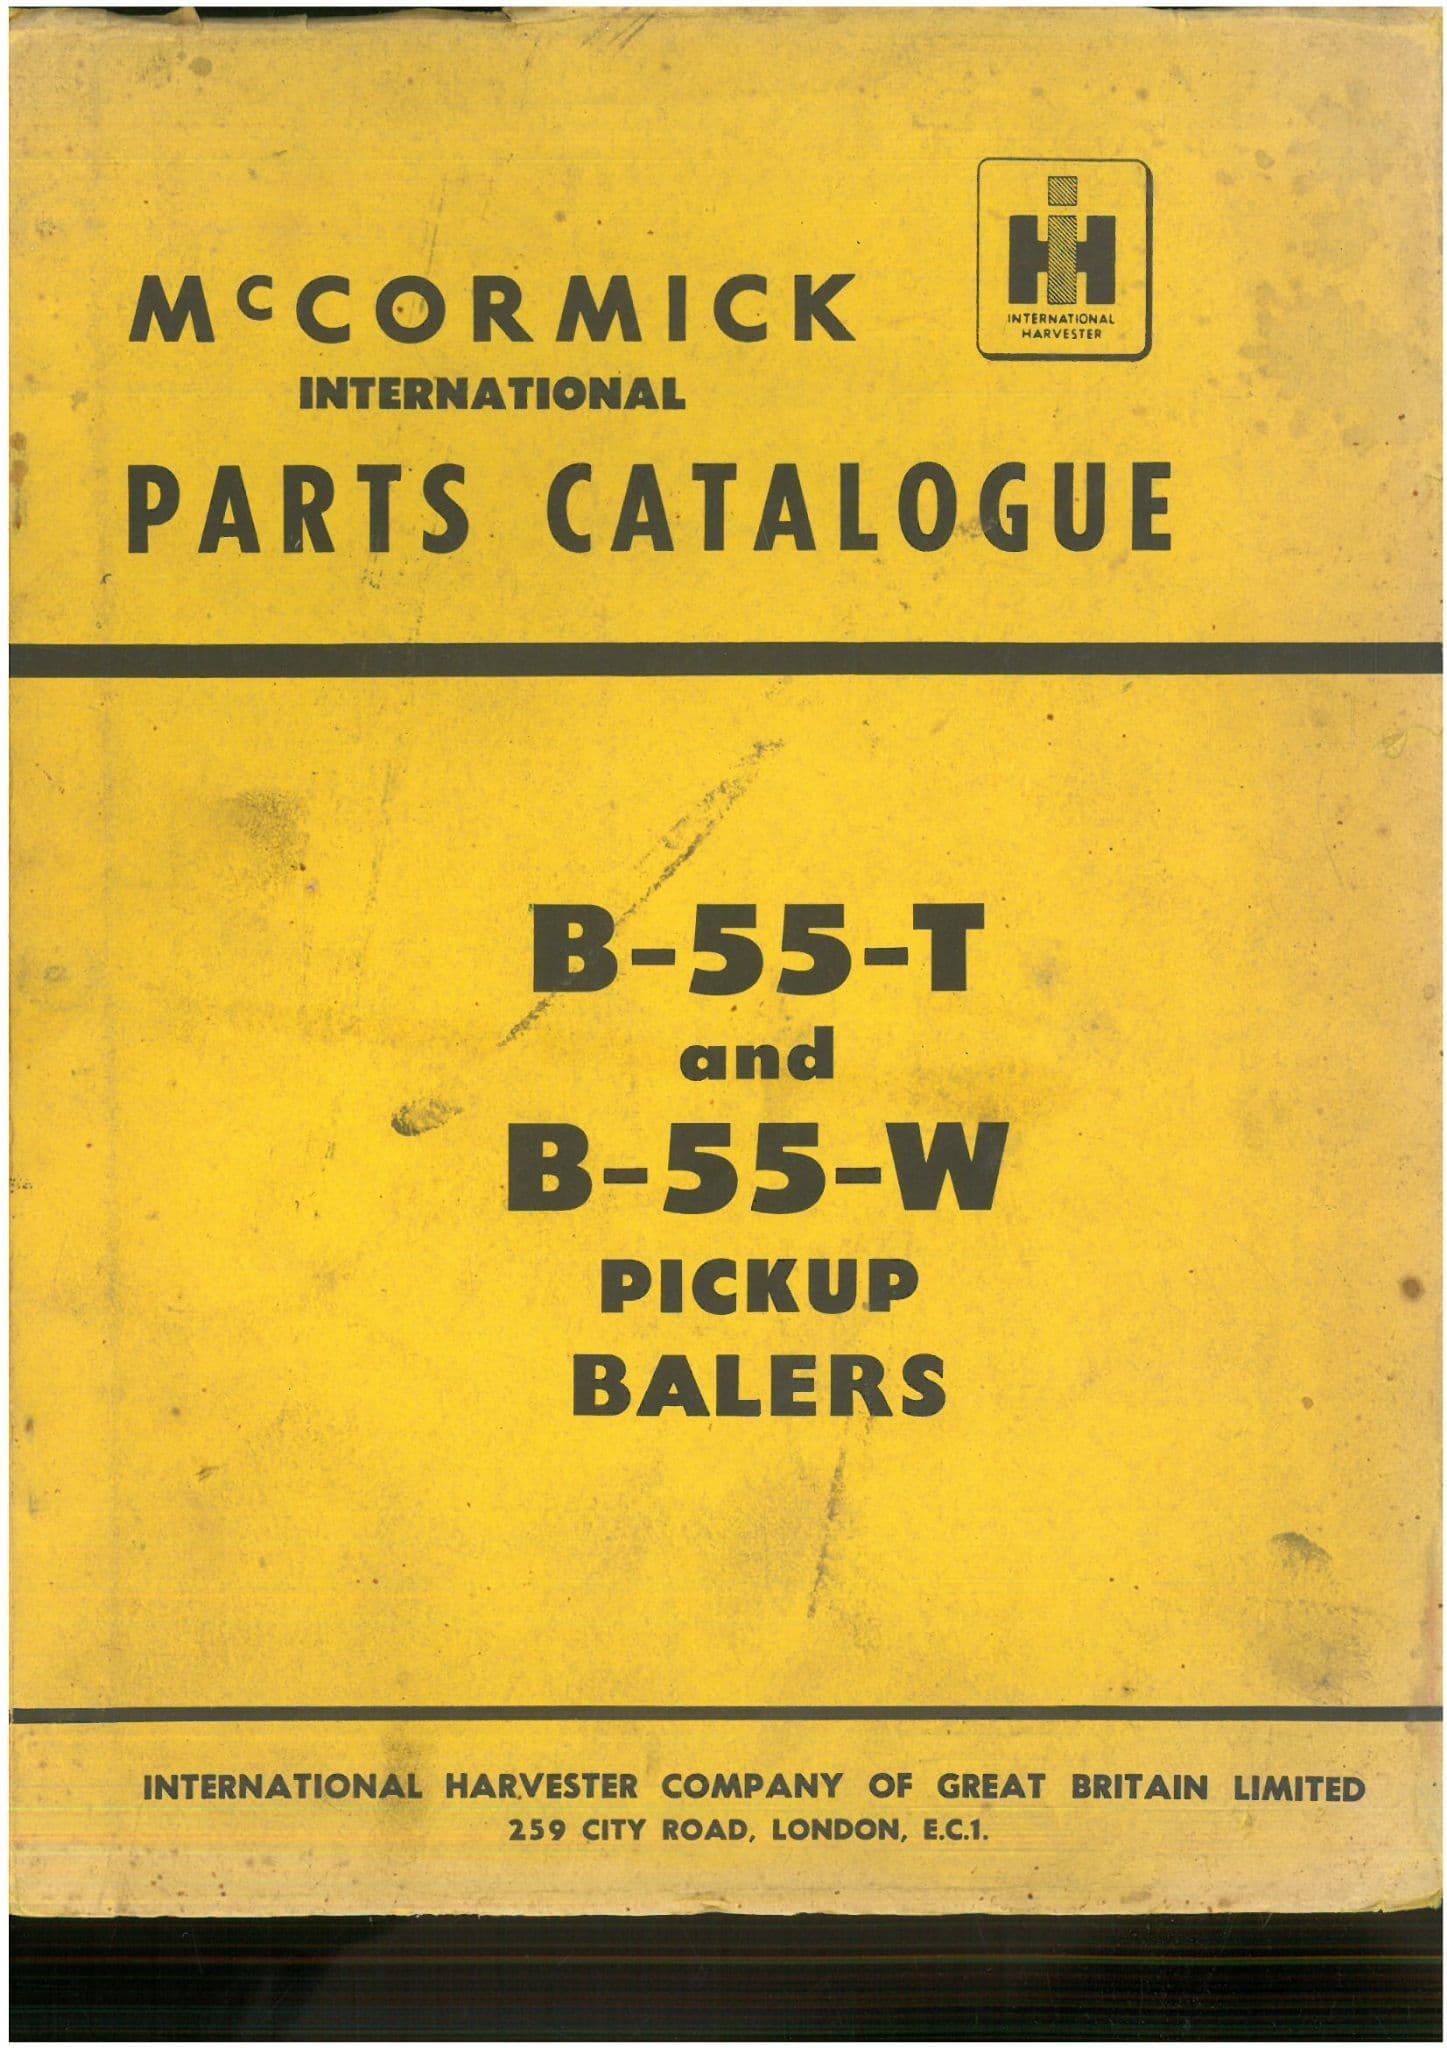 McCORMICK
INTERNATIONAL
IH
INTERNATIONAL
HARVESTER
PARTS CATALOGUE
B-55-T
and
B-55-W
PICKUP
BALERS
INTERNATIONAL HARVESTER COMPANY OF GREAT BRITAIN LIMITED
259 CITY ROAD, LONDON, E.C.1.